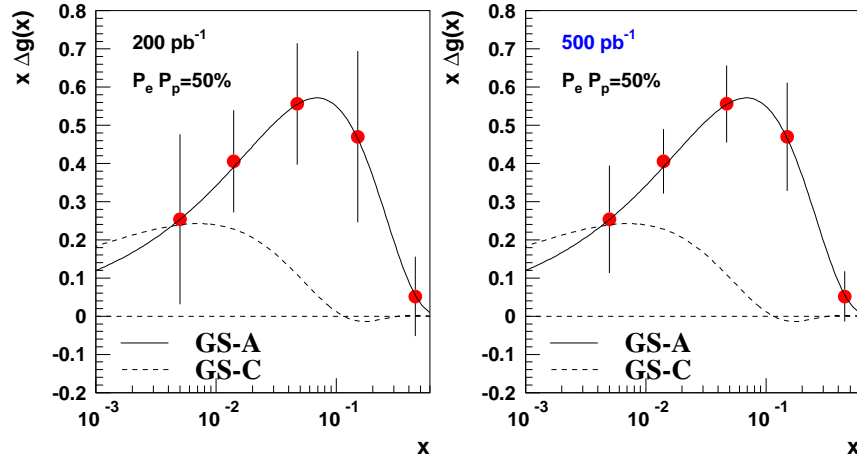 x Δg(x)
200 pb⁻¹
Pₑ Pₚ=50%
0.8
0.7
0.6
0.5
0.4
0.3
0.2
0.1
0
-0.1
-0.2
GS-A
GS-C
10⁻³
10⁻²
10⁻¹
x
x Δg(x)
500 pb⁻¹
Pₑ Pₚ=50%
0.8
0.7
0.6
0.5
0.4
0.3
0.2
0.1
0
-0.1
-0.2
GS-A
GS-C
10⁻³
10⁻²
10⁻¹
x